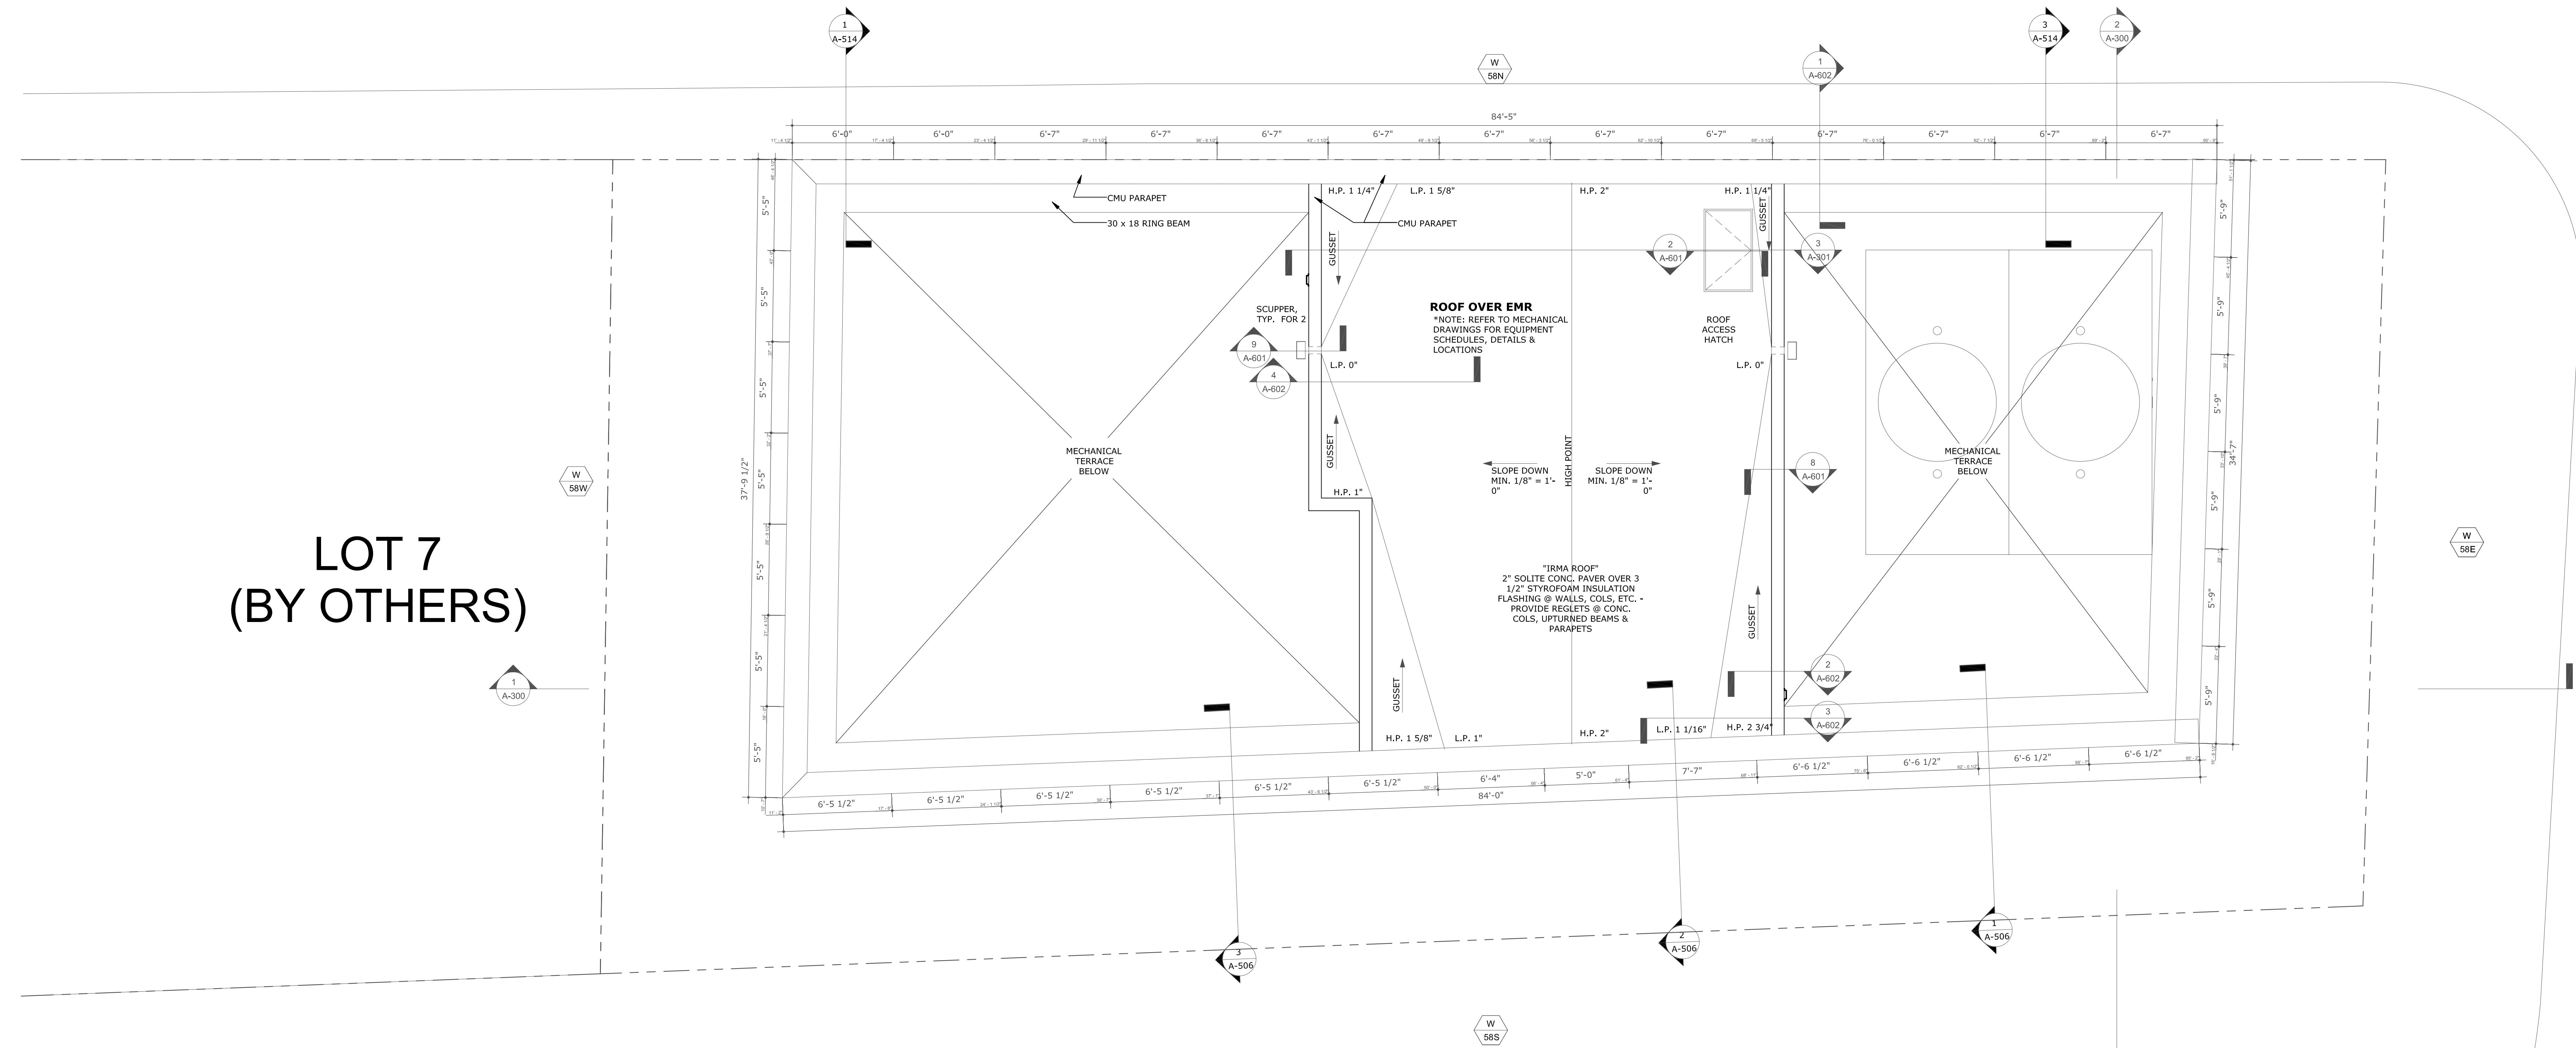 1
A-514
3
A-514
2
A-300
W
58N
1
A-602
84'-5"
6'-0"
6'-0"
6'-7"
6'-7"
6'-7"
6'-7"
6'-7"
6'-7"
6'-7"
6'-7"
6'-7"
6'-7"
6'-7"
CMU PARAPET
30 x 18 RING BEAM
H.P. 1 1/4"
L.P. 1 5/8"
H.P. 2"
H.P. 1 1/4"
CMU PARAPET
GUSSET
GUSSET
2
A-601
3
A-301
SCUPPER,
TYP. FOR 2
9
A-601
4
A-602
L.P. 0"
ROOF OVER EMR
*NOTE: REFER TO MECHANICAL
DRAWINGS FOR EQUIPMENT
SCHEDULES, DETAILS &
LOCATIONS
ROOF
ACCESS
HATCH
L.P. 0"
5'-5"
5'-5"
5'-5"
5'-5"
5'-5"
5'-5"
5'-5"
37'-9 1/2"
5'-9"
5'-9"
5'-9"
5'-9"
5'-9"
5'-9"
34'-7"
W
58W
MECHANICAL
TERRACE
BELOW
GUSSET
H.P. 1"
HIGH POINT
SLOPE DOWN
MIN. 1/8" = 1'-
0"
SLOPE DOWN
MIN. 1/8" = 1'-
0"
8
A-601
MECHANICAL
TERRACE
BELOW
W
58E
LOT 7
(BY OTHERS)
"IRMA ROOF"
2" SOLITE CONC. PAVER OVER 3
1/2" STYROFOAM INSULATION
FLASHING @ WALLS, COLS, ETC. -
PROVIDE REGLETS @ CONC.
COLS, UPTURNED BEAMS &
PARAPETS
GUSSET
GUSSET
1
A-300
2
A-602
3
A-602
H.P. 1 5/8"
L.P. 1"
H.P. 2"
L.P. 1 1/16"
H.P. 2 3/4"
6'-5 1/2"
6'-5 1/2"
6'-5 1/2"
6'-5 1/2"
6'-5 1/2"
6'-5 1/2"
6'-4"
5'-0"
7'-7"
6'-6 1/2"
6'-6 1/2"
6'-6 1/2"
6'-6 1/2"
84'-0"
3
A-506
2
A-506
1
A-506
W
58S